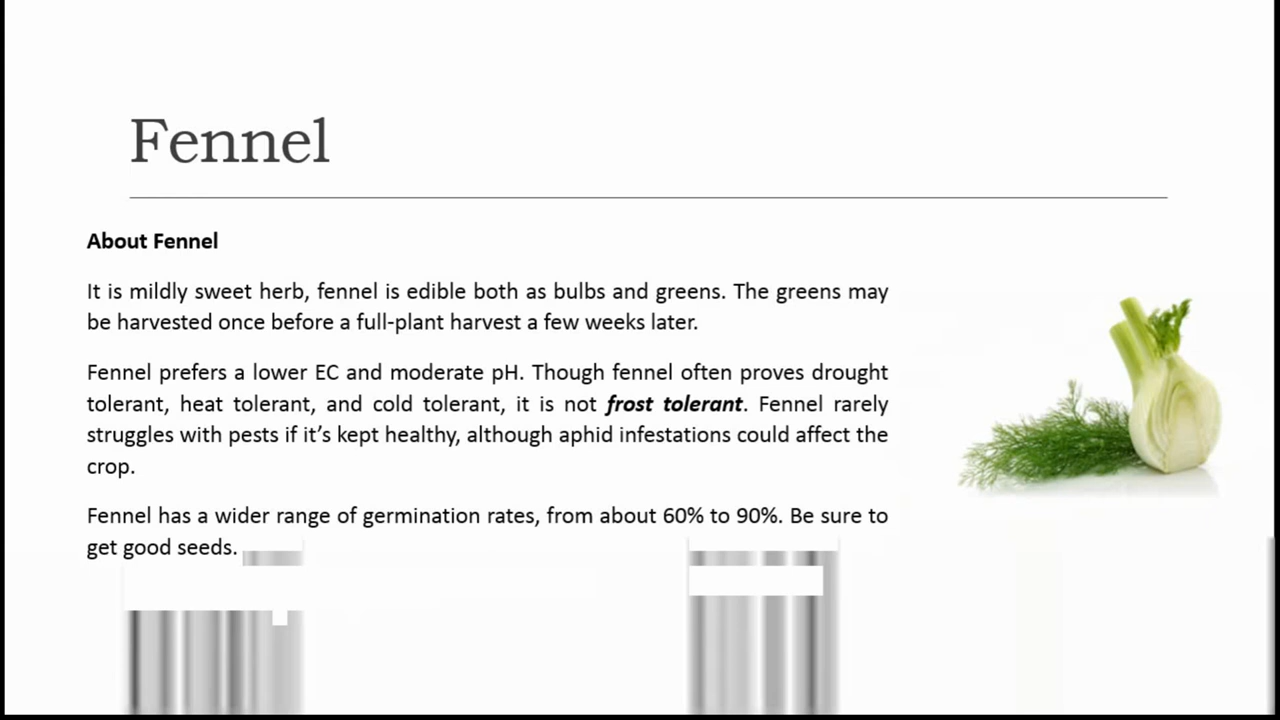 Fennel
About Fennel
It is mildly sweet herb, fennel is edible both as bulbs and greens. The greens may
be harvested once before a full-plant harvest a few weeks later.
Fennel prefers a lower EC and moderate pH. Though fennel often proves drought
tolerant, heat tolerant, and cold tolerant, it is not frost tolerant. Fennel rarely
struggles with pests if it’s kept healthy, although aphid infestations could affect the
crop.
Fennel has a wider range of germination rates, from about 60% to 90%. Be sure to
get good seeds.